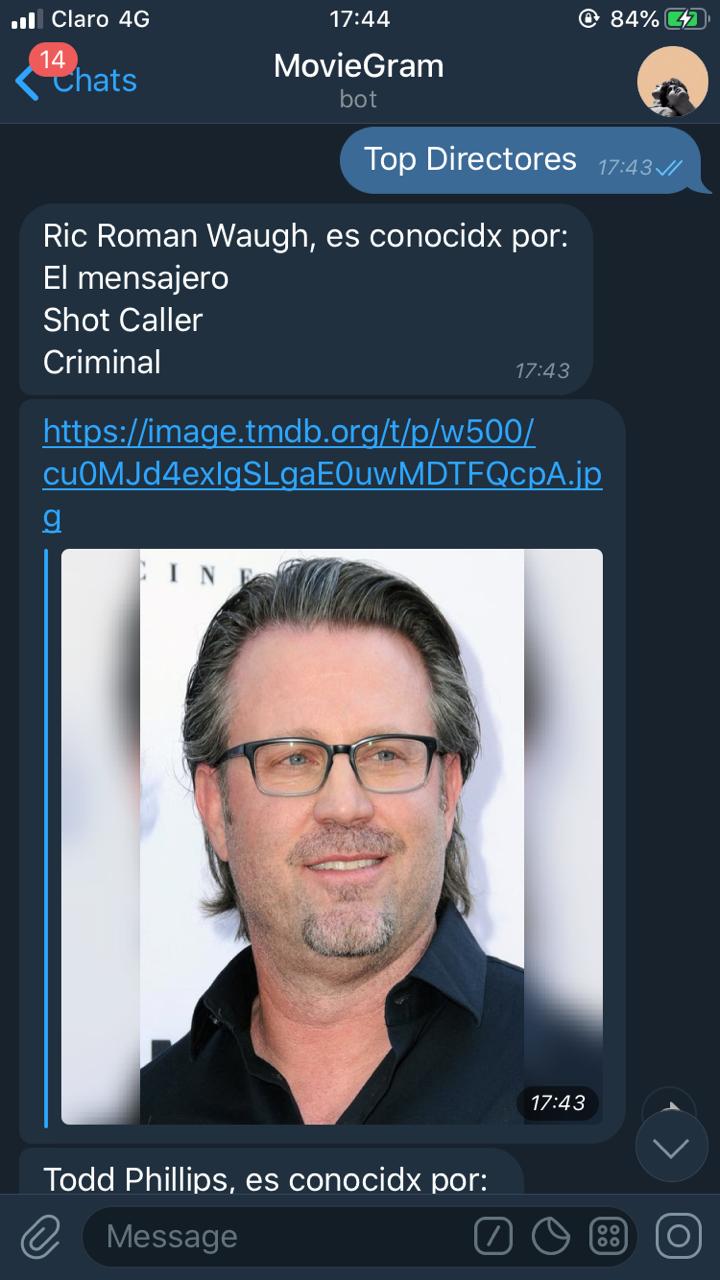 Claro 4G 17:44 84%
14
Chats
MovieGram
bot
Top Directores 17:43
Ric Roman Waugh, es conocidx por:
El mensajero
Shot Caller
Criminal 17:43
https://image.tmdb.org/t/p/w500/
cu0MJd4exIgSLgaE0uwMDTFQcpA.jp
g
CINE
17:43
Todd Phillips, es conocidx por:
Message